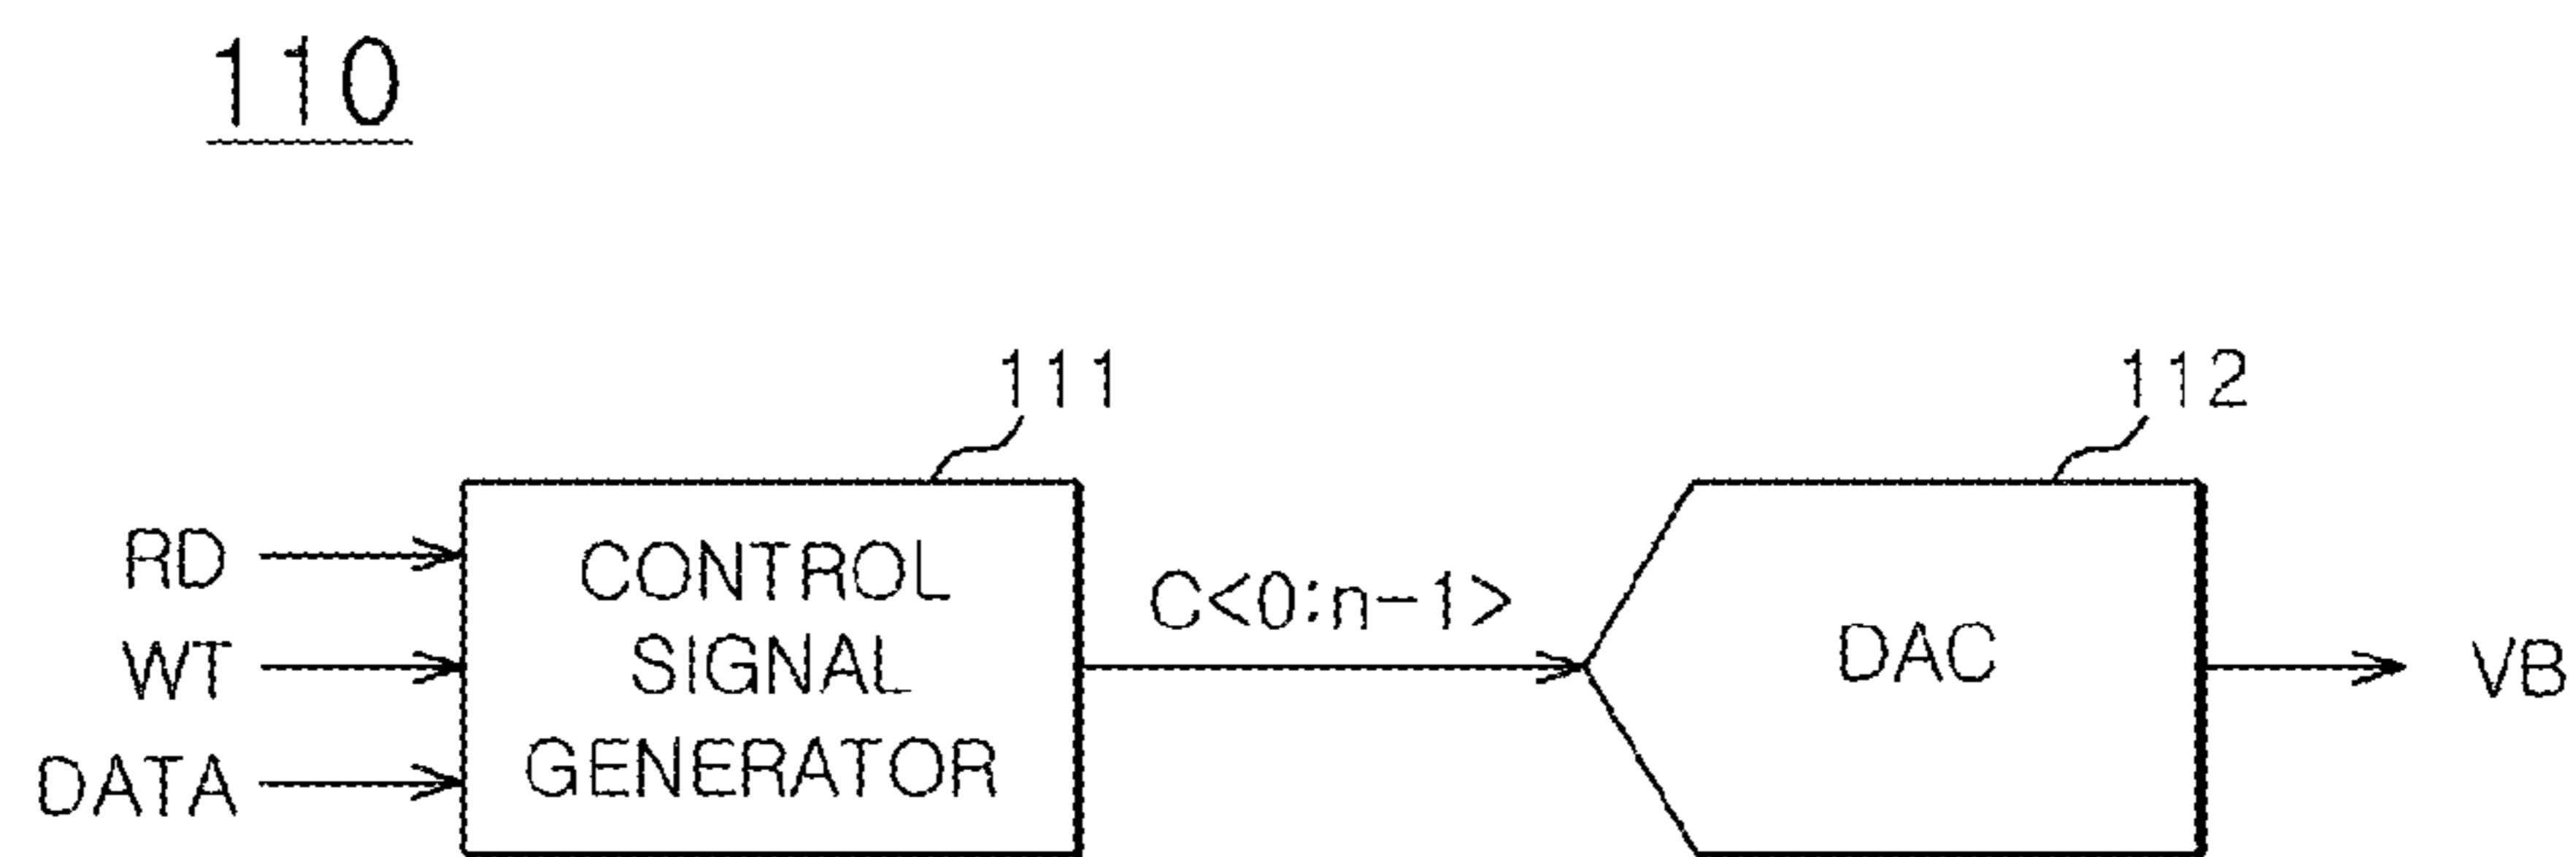 110
111
112
RD
WT
DATA
CONTROL
SIGNAL
GENERATOR
C<0:n-1>
DAC
VB